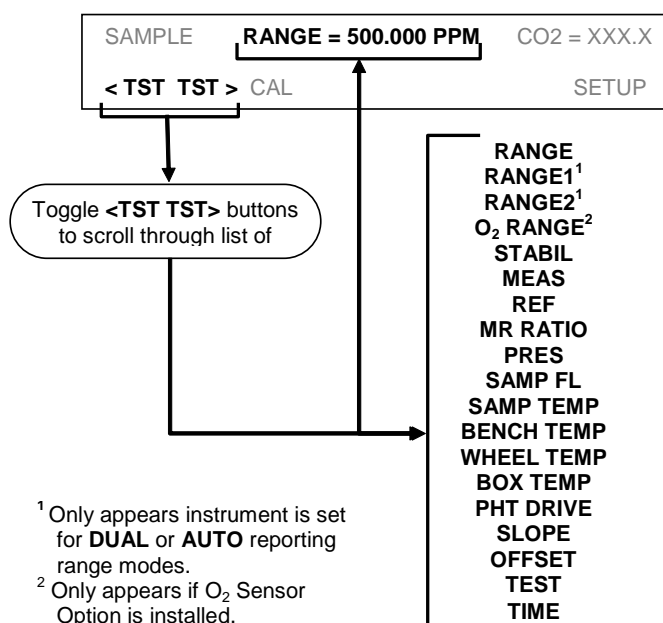 SAMPLE RANGE = 500.000 PPM CO2 = XXX.X
< TST TST > CAL SETUP
Toggle <TST TST> buttons
to scroll through list of
RANGE
RANGE1¹
RANGE2¹
O₂ RANGE²
STABIL
MEAS
REF
MR RATIO
PRES
SAMP FL
SAMP TEMP
BENCH TEMP
WHEEL TEMP
BOX TEMP
PHT DRIVE
SLOPE
OFFSET
TEST
TIME
¹ Only appears instrument is set
for DUAL or AUTO reporting
range modes.
² Only appears if O₂ Sensor
Option is installed.